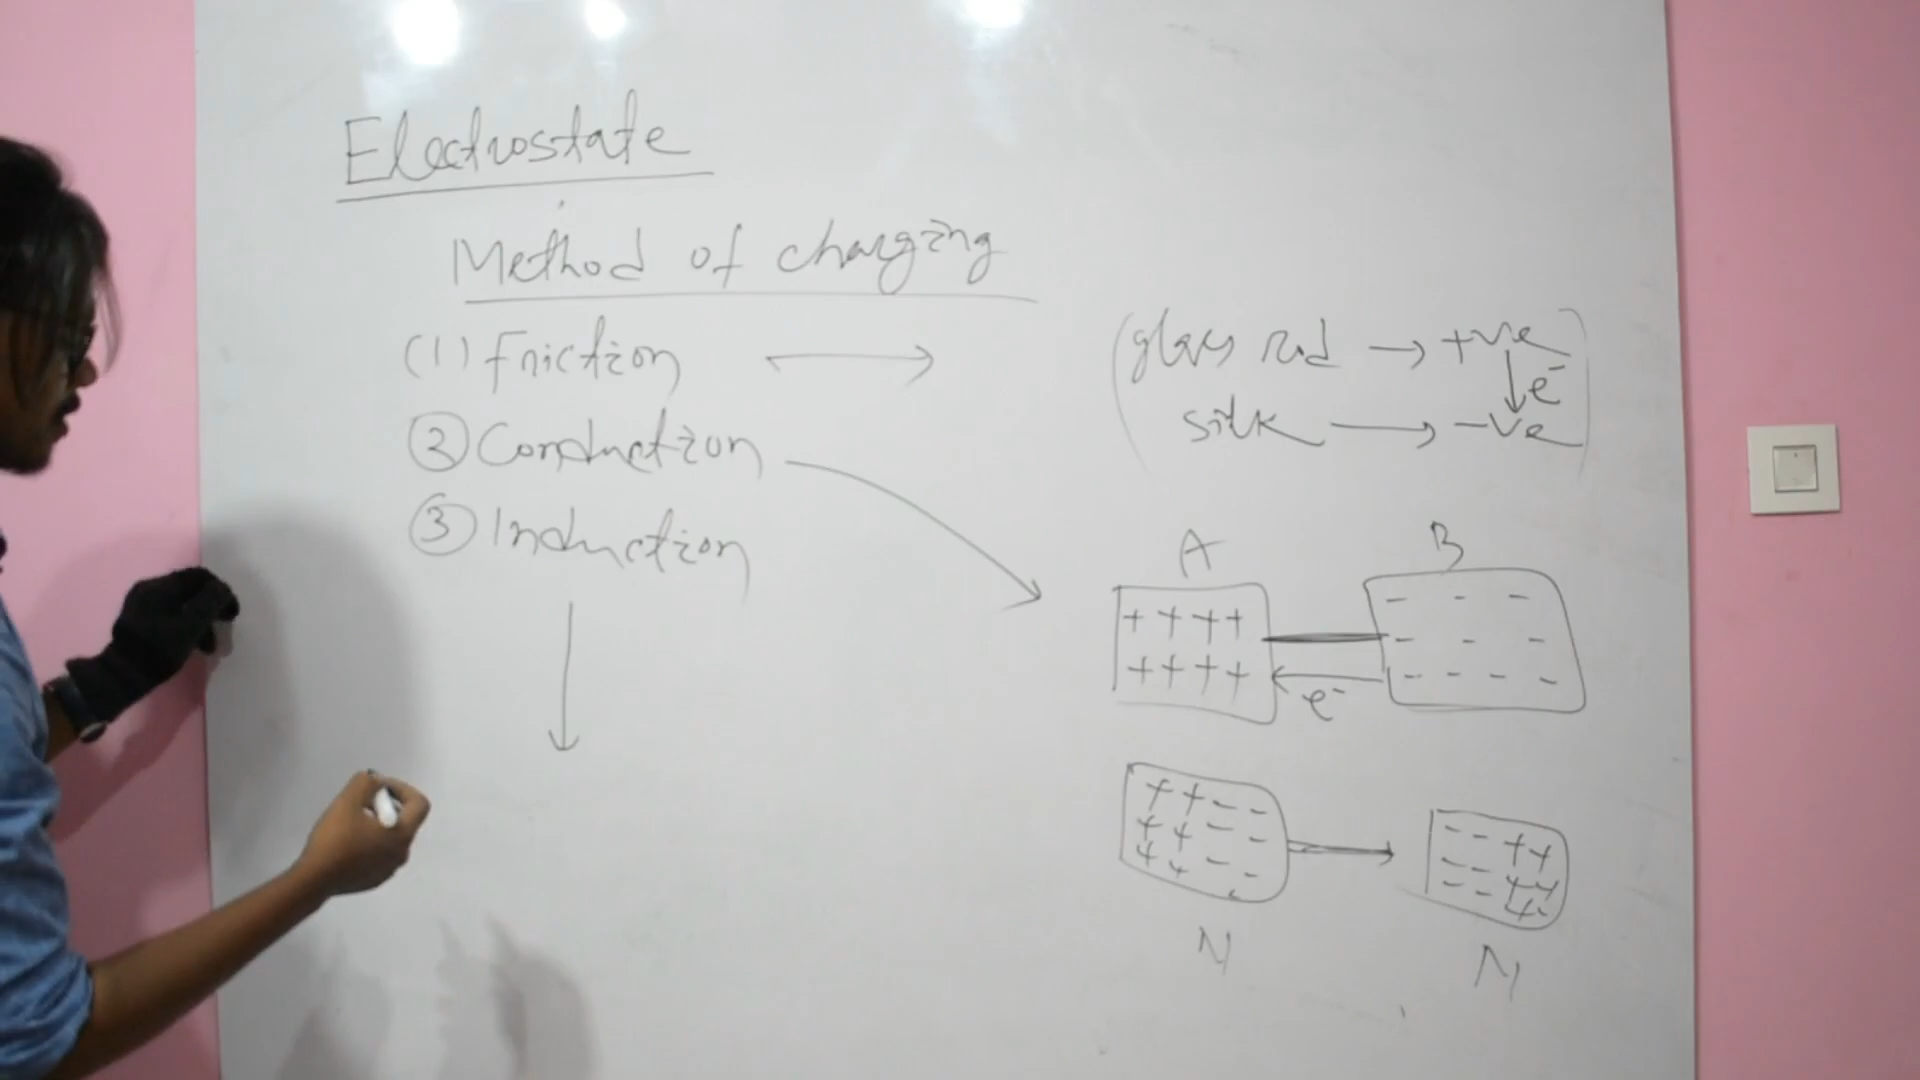 Electrostate
Method of charging
(1) Friction
② Conduction
③ Induction
(glass rod → +ve
↓ e⁻
silk → -ve)
A B
+ + + +
+ + + +
- - -
- - -
- - - -
e⁻
+ + - -
+ + - -
+ + - -
-
- - + +
- - + +
- - + +
N N